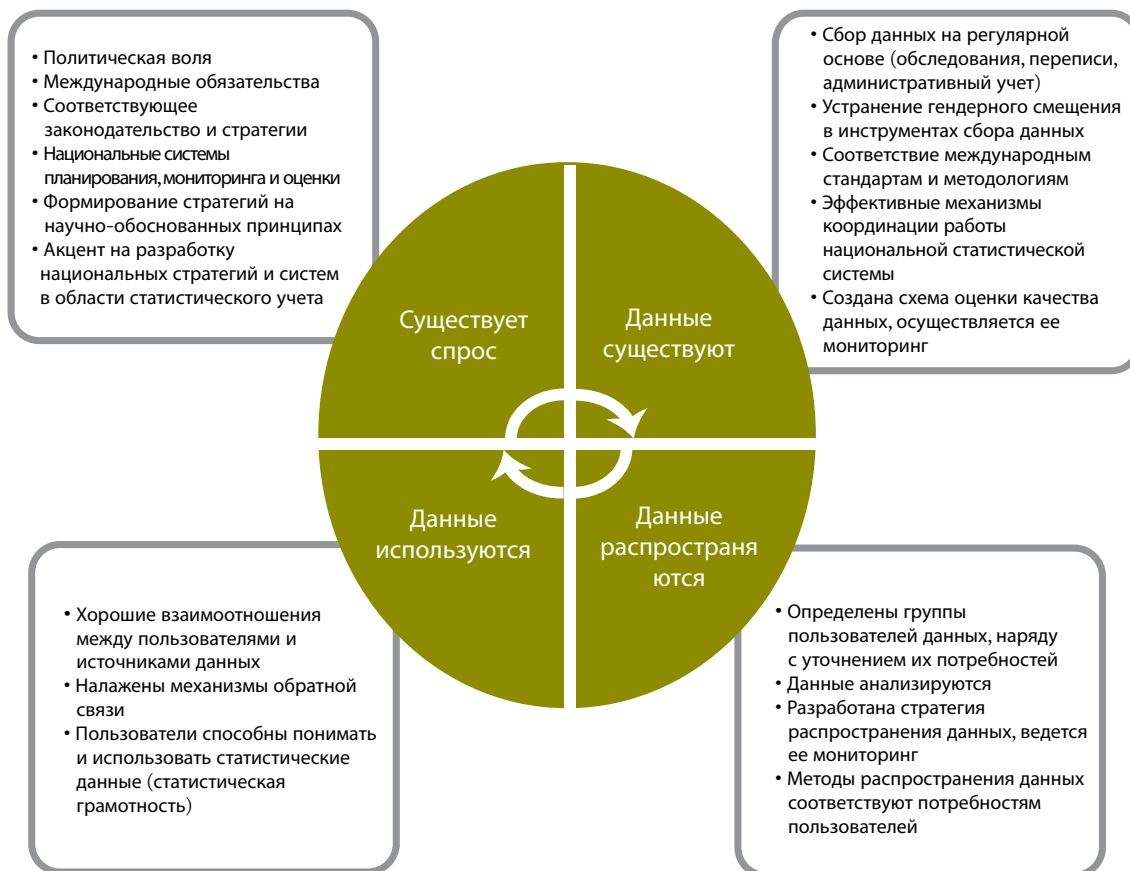 • Политическая воля
• Международные обязательства
• Соответствующее
законодательство и стратегии
• Национальные системы
планирования, мониторинга и оценки
• Формирование стратегий на
научно-обоснованных принципах
• Акцент на разработку
национальных стратегий и систем
в области статистического учета
• Сбор данных на регулярной
основе (обследования, переписи,
административный учет)
• Устранение гендерного смещения
в инструментах сбора данных
• Соответствие международным
стандартам и методологиям
• Эффективные механизмы
координации работы
национальной статистической
системы
• Создана схема оценки качества
данных, осуществляется ее
мониторинг
Существует
спрос
Данные
существуют
Данные
используются
Данные
распространя
ются
• Хорошие взаимоотношения
между пользователями и
источниками данных
• Налажены механизмы обратной
связи
• Пользователи способны понимать
и использовать статистические
данные (статистическая
грамотность)
• Определены группы
пользователей данных, наряду
с уточнением их потребностей
• Данные анализируются
• Разработана стратегия
распространения данных, ведется
ее мониторинг
• Методы распространения данных
соответствуют потребностям
пользователей